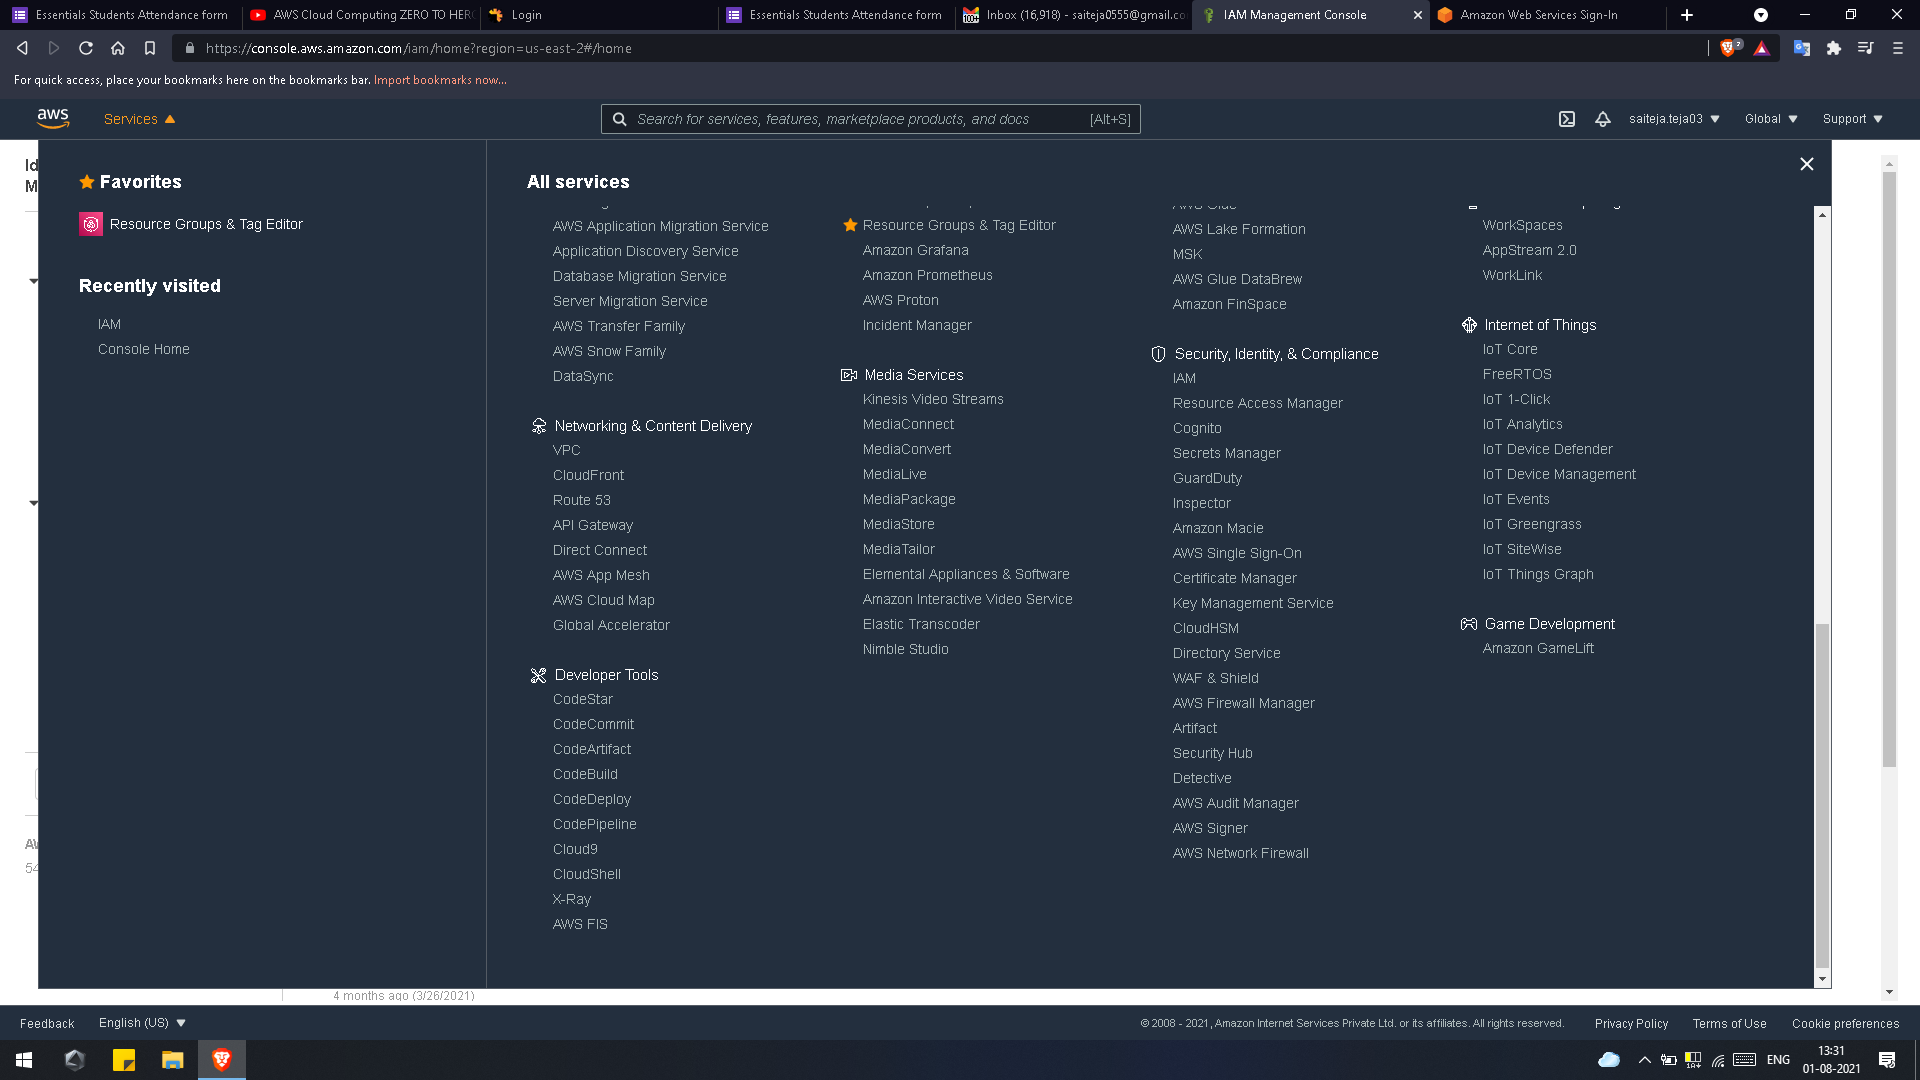 Essentials Students Attendance form
AWS Cloud Computing ZERO TO HER
Login
Essentials Students Attendance form
100+
Inbox (16,918) - saiteja0555@gmail.co
IAM Management Console
Amazon Web Services Sign-In
https://console.aws.amazon.com/iam/home?region=us-east-2#/home
2
For quick access, place your bookmarks here on the bookmarks bar. Import bookmarks now...
aws
Services
Search for services, features, marketplace products, and docs
[Alt+S]
saiteja.teja03
Global
Support
Id
M
Favorites
Resource Groups & Tag Editor
Recently visited
IAM
Console Home
All services
AWS Application Migration Service
Application Discovery Service
Database Migration Service
Server Migration Service
AWS Transfer Family
AWS Snow Family
DataSync
Networking & Content Delivery
VPC
CloudFront
Route 53
API Gateway
Direct Connect
AWS App Mesh
AWS Cloud Map
Global Accelerator
Developer Tools
CodeStar
CodeCommit
CodeArtifact
CodeBuild
CodeDeploy
CodePipeline
Cloud9
CloudShell
X-Ray
AWS FIS
Resource Groups & Tag Editor
Amazon Grafana
Amazon Prometheus
AWS Proton
Incident Manager
Media Services
Kinesis Video Streams
MediaConnect
MediaConvert
MediaLive
MediaPackage
MediaStore
MediaTailor
Elemental Appliances & Software
Amazon Interactive Video Service
Elastic Transcoder
Nimble Studio
AWS Glue
AWS Lake Formation
MSK
AWS Glue DataBrew
Amazon FinSpace
Security, Identity, & Compliance
IAM
Resource Access Manager
Cognito
Secrets Manager
GuardDuty
Inspector
Amazon Macie
AWS Single Sign-On
Certificate Manager
Key Management Service
CloudHSM
Directory Service
WAF & Shield
AWS Firewall Manager
Artifact
Security Hub
Detective
AWS Audit Manager
AWS Signer
AWS Network Firewall
WorkSpaces
AppStream 2.0
WorkLink
Internet of Things
IoT Core
FreeRTOS
IoT 1-Click
IoT Analytics
IoT Device Defender
IoT Device Management
IoT Events
IoT Greengrass
IoT SiteWise
IoT Things Graph
Game Development
Amazon GameLift
AW
54
4 months ago (3/26/2021)
Feedback
English (US)
© 2008 - 2021, Amazon Internet Services Private Ltd. or its affiliates. All rights reserved.
Privacy Policy
Terms of Use
Cookie preferences
ENG
13:31
01-08-2021